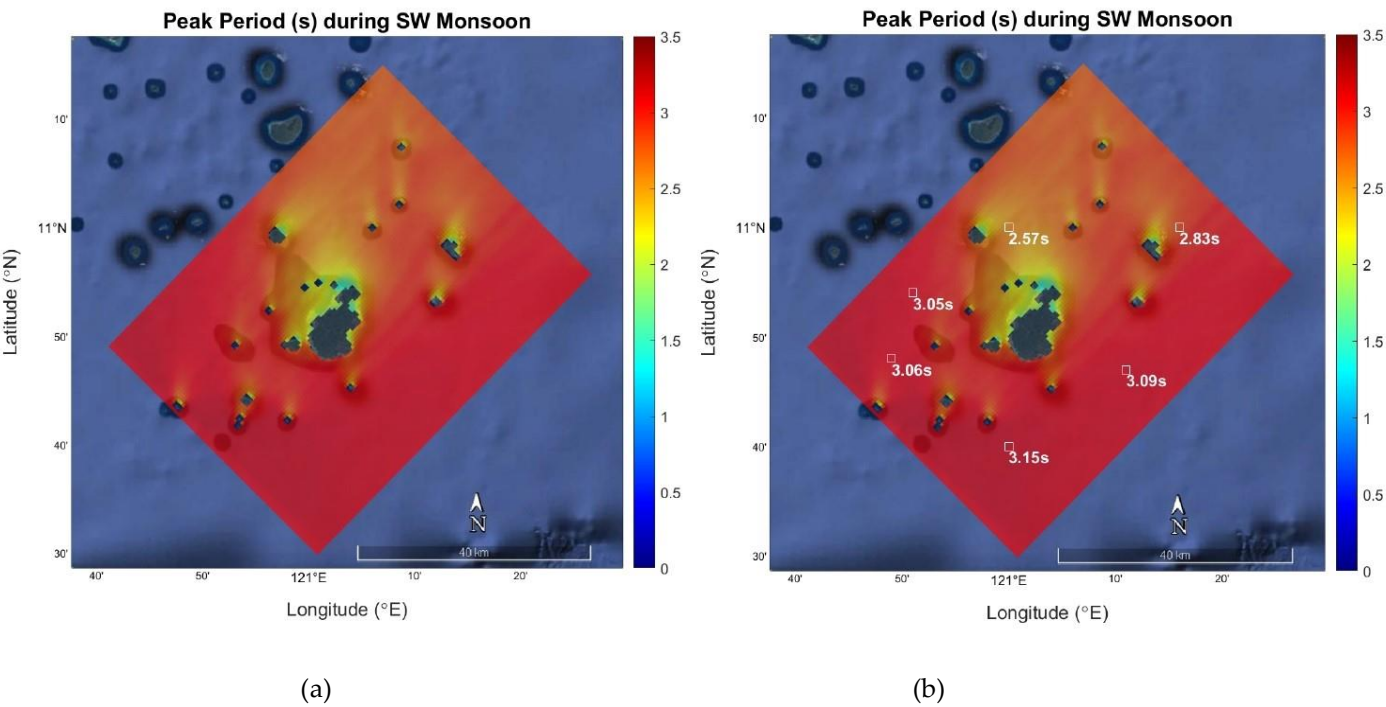 Peak Period (s) during SW Monsoon
3.5
3
2.5
2
1.5
1
0.5
0
10'
11°N
50'
40'
30'
Latitude (°N)
40'
50'
121°E
10'
20'
Longitude (°E)
N
40 km
(a)
Peak Period (s) during SW Monsoon
3.5
3
2.5
2
1.5
1
0.5
0
10'
11°N
50'
40'
30'
Latitude (°N)
2.57s
2.83s
3.05s
3.06s
3.09s
3.15s
40'
50'
121°E
10'
20'
Longitude (°E)
N
40 km
(b)